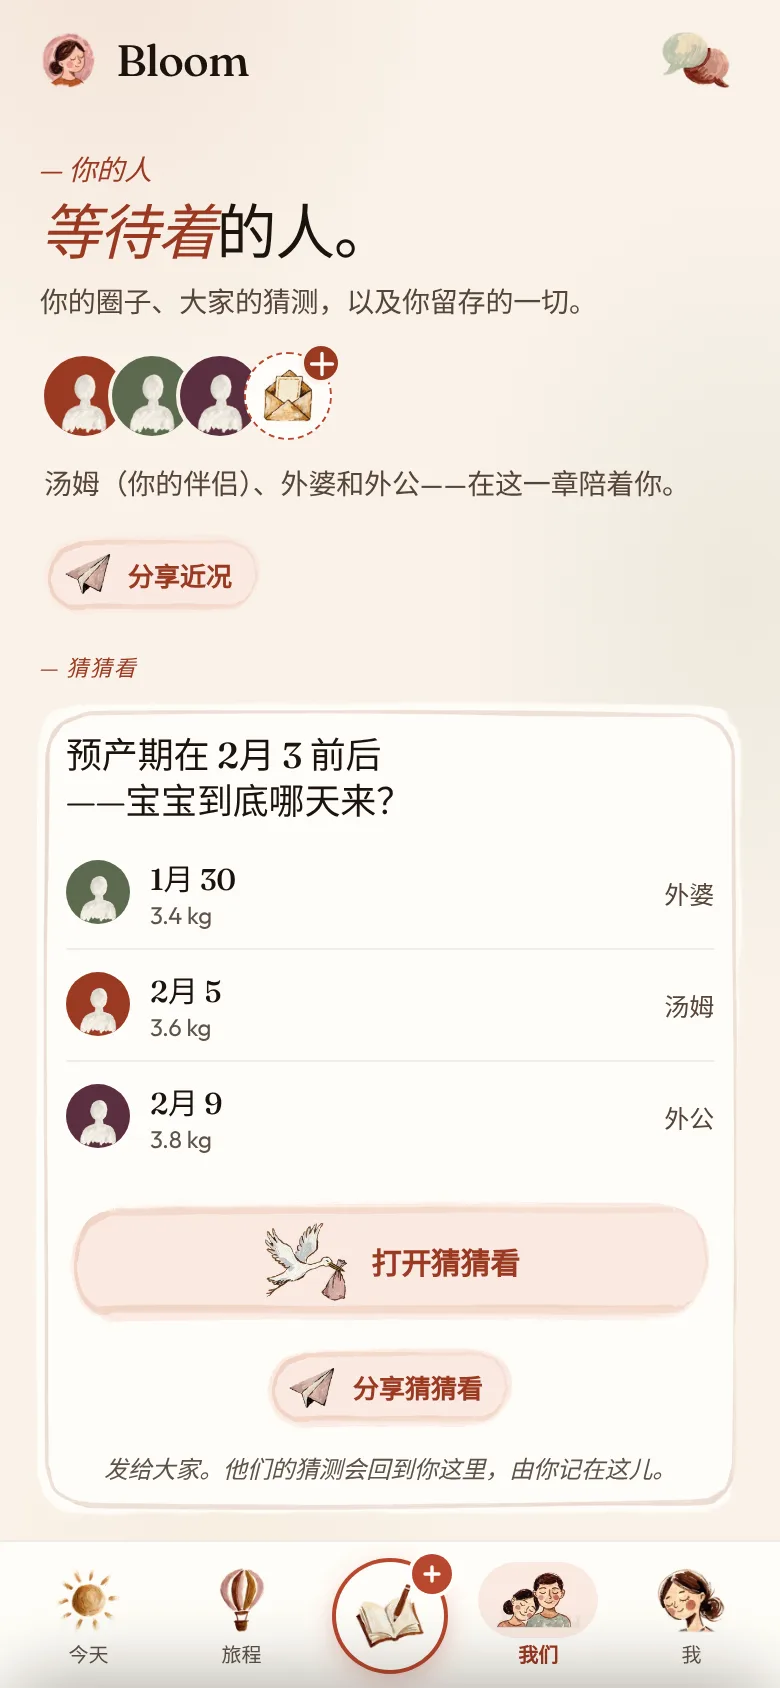 Bloom
— 你的人
等待着的人。
你的圈子、大家的猜测，以及你留存的一切。
汤姆（你的伴侣）、外婆和外公——在这一章陪着你。
分享近况
— 猜猜看
预产期在 2月 3 前后
——宝宝到底哪天来？
1月 30
3.4 kg
外婆
2月 5
3.6 kg
汤姆
2月 9
3.8 kg
外公
打开猜猜看
分享猜猜看
发给大家。他们的猜测会回到你这里，由你记在这儿。
今天
旅程
我们
我